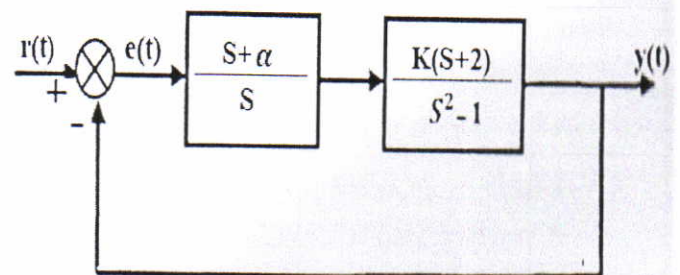 r(t)
e(t)
+
-
S+α
S
K(S+2)
S² - 1
y(t)